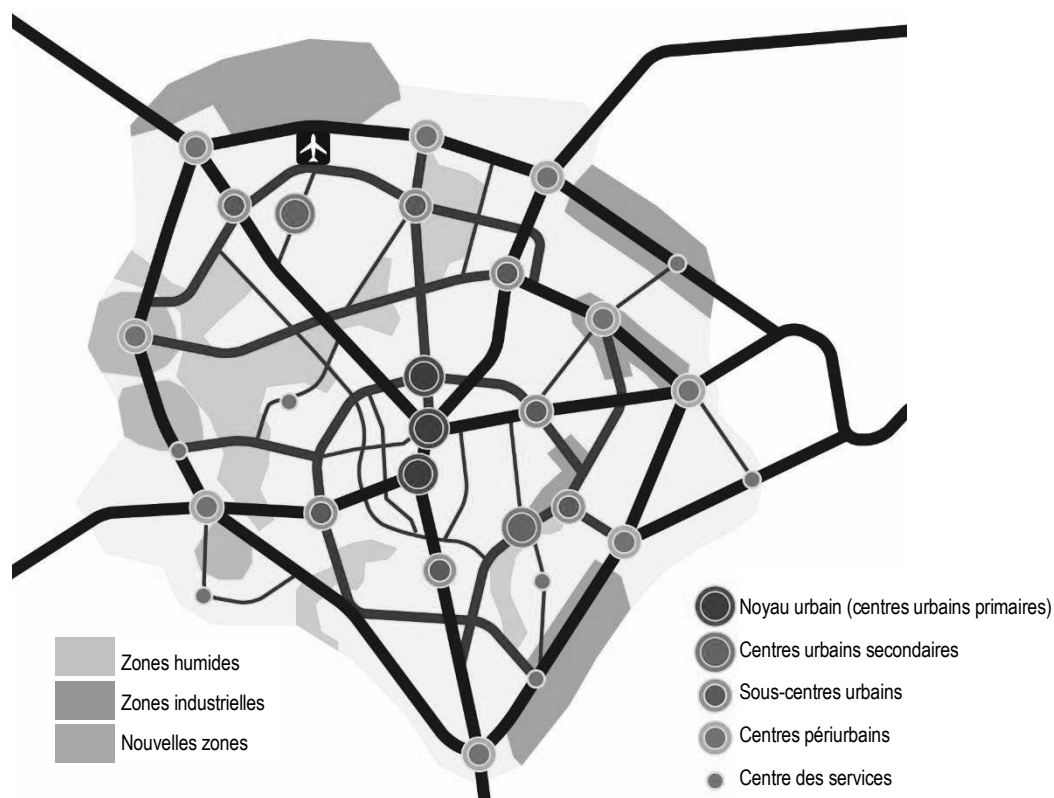 Zones humides
Zones industrielles
Nouvelles zones
Noyau urbain (centres urbains primaires)
Centres urbains secondaires
Sous-centres urbains
Centres périurbains
Centre des services